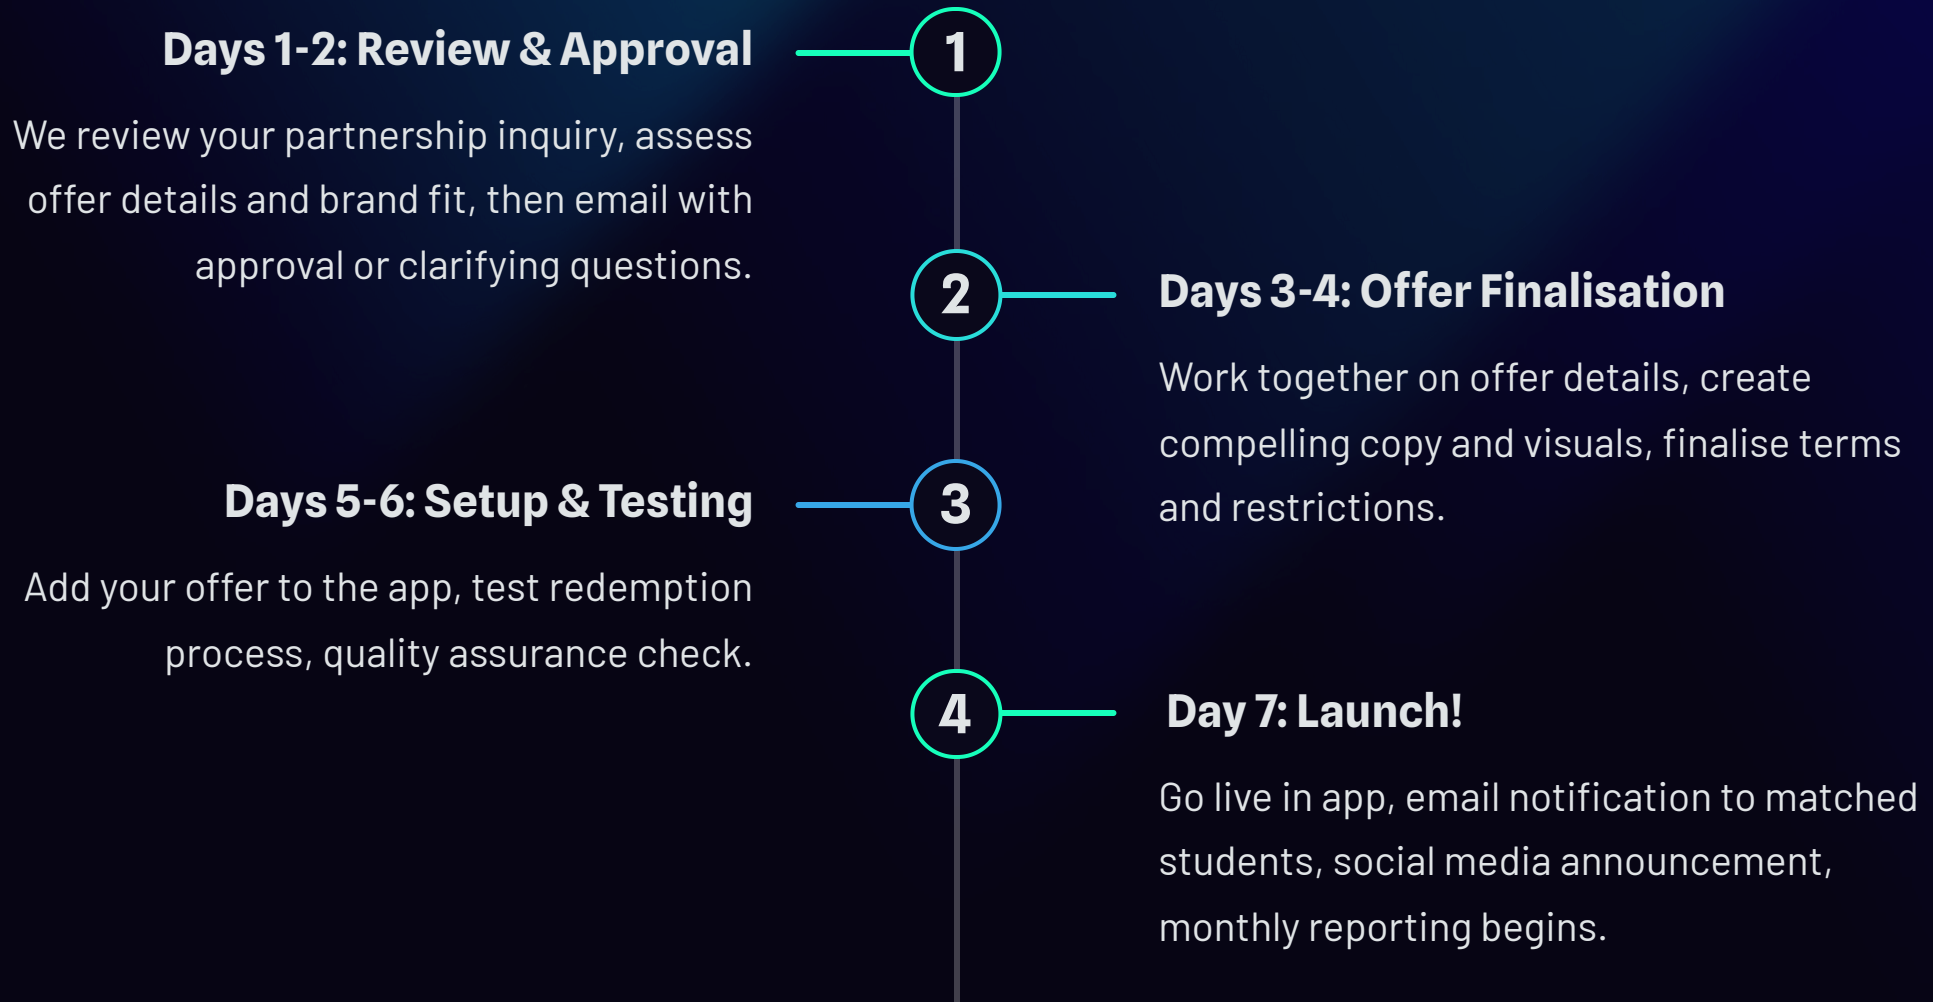 Days 1-2: Review & Approval
1
We review your partnership inquiry, assess
offer details and brand fit, then email with
approval or clarifying questions.
2
Days 3-4: Offer Finalisation
Work together on offer details, create
compelling copy and visuals, finalise terms
and restrictions.
Days 5-6: Setup & Testing
3
Add your offer to the app, test redemption
process, quality assurance check.
4
Day 7: Launch!
Go live in app, email notification to matched
students, social media announcement,
monthly reporting begins.